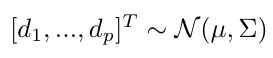 $[d_1, ..., d_p]^T \sim \mathcal{N}(\mu, \Sigma)$